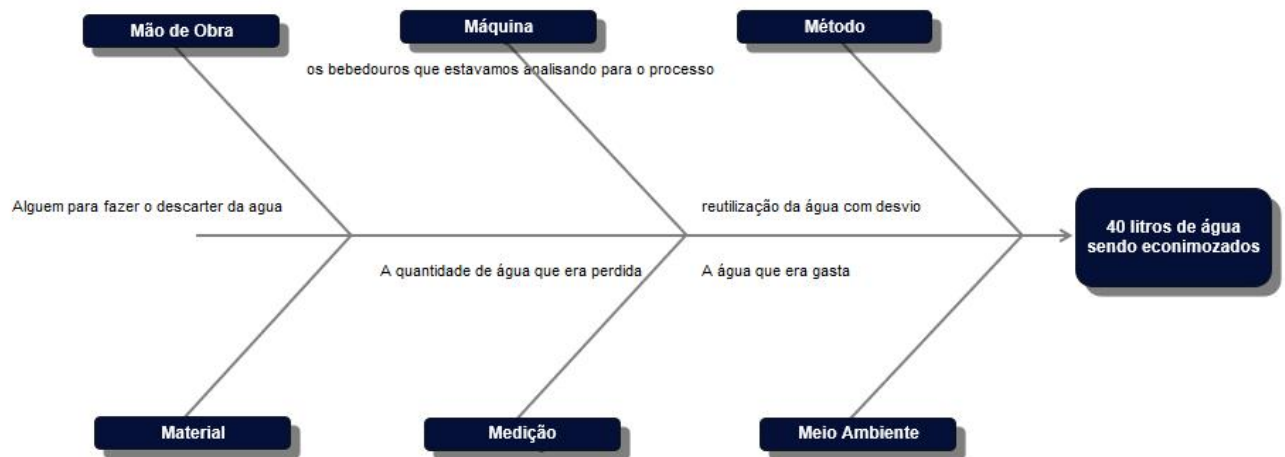 Mão de Obra
Máquina
Método
os bebedouros que estavamos analisando para o processo
Alguem para fazer o descarter da agua
reutilização da água com desvio
40 litros de água
sendo econimozados
A quantidade de água que era perdida
A água que era gasta
Material
Medição
Meio Ambiente